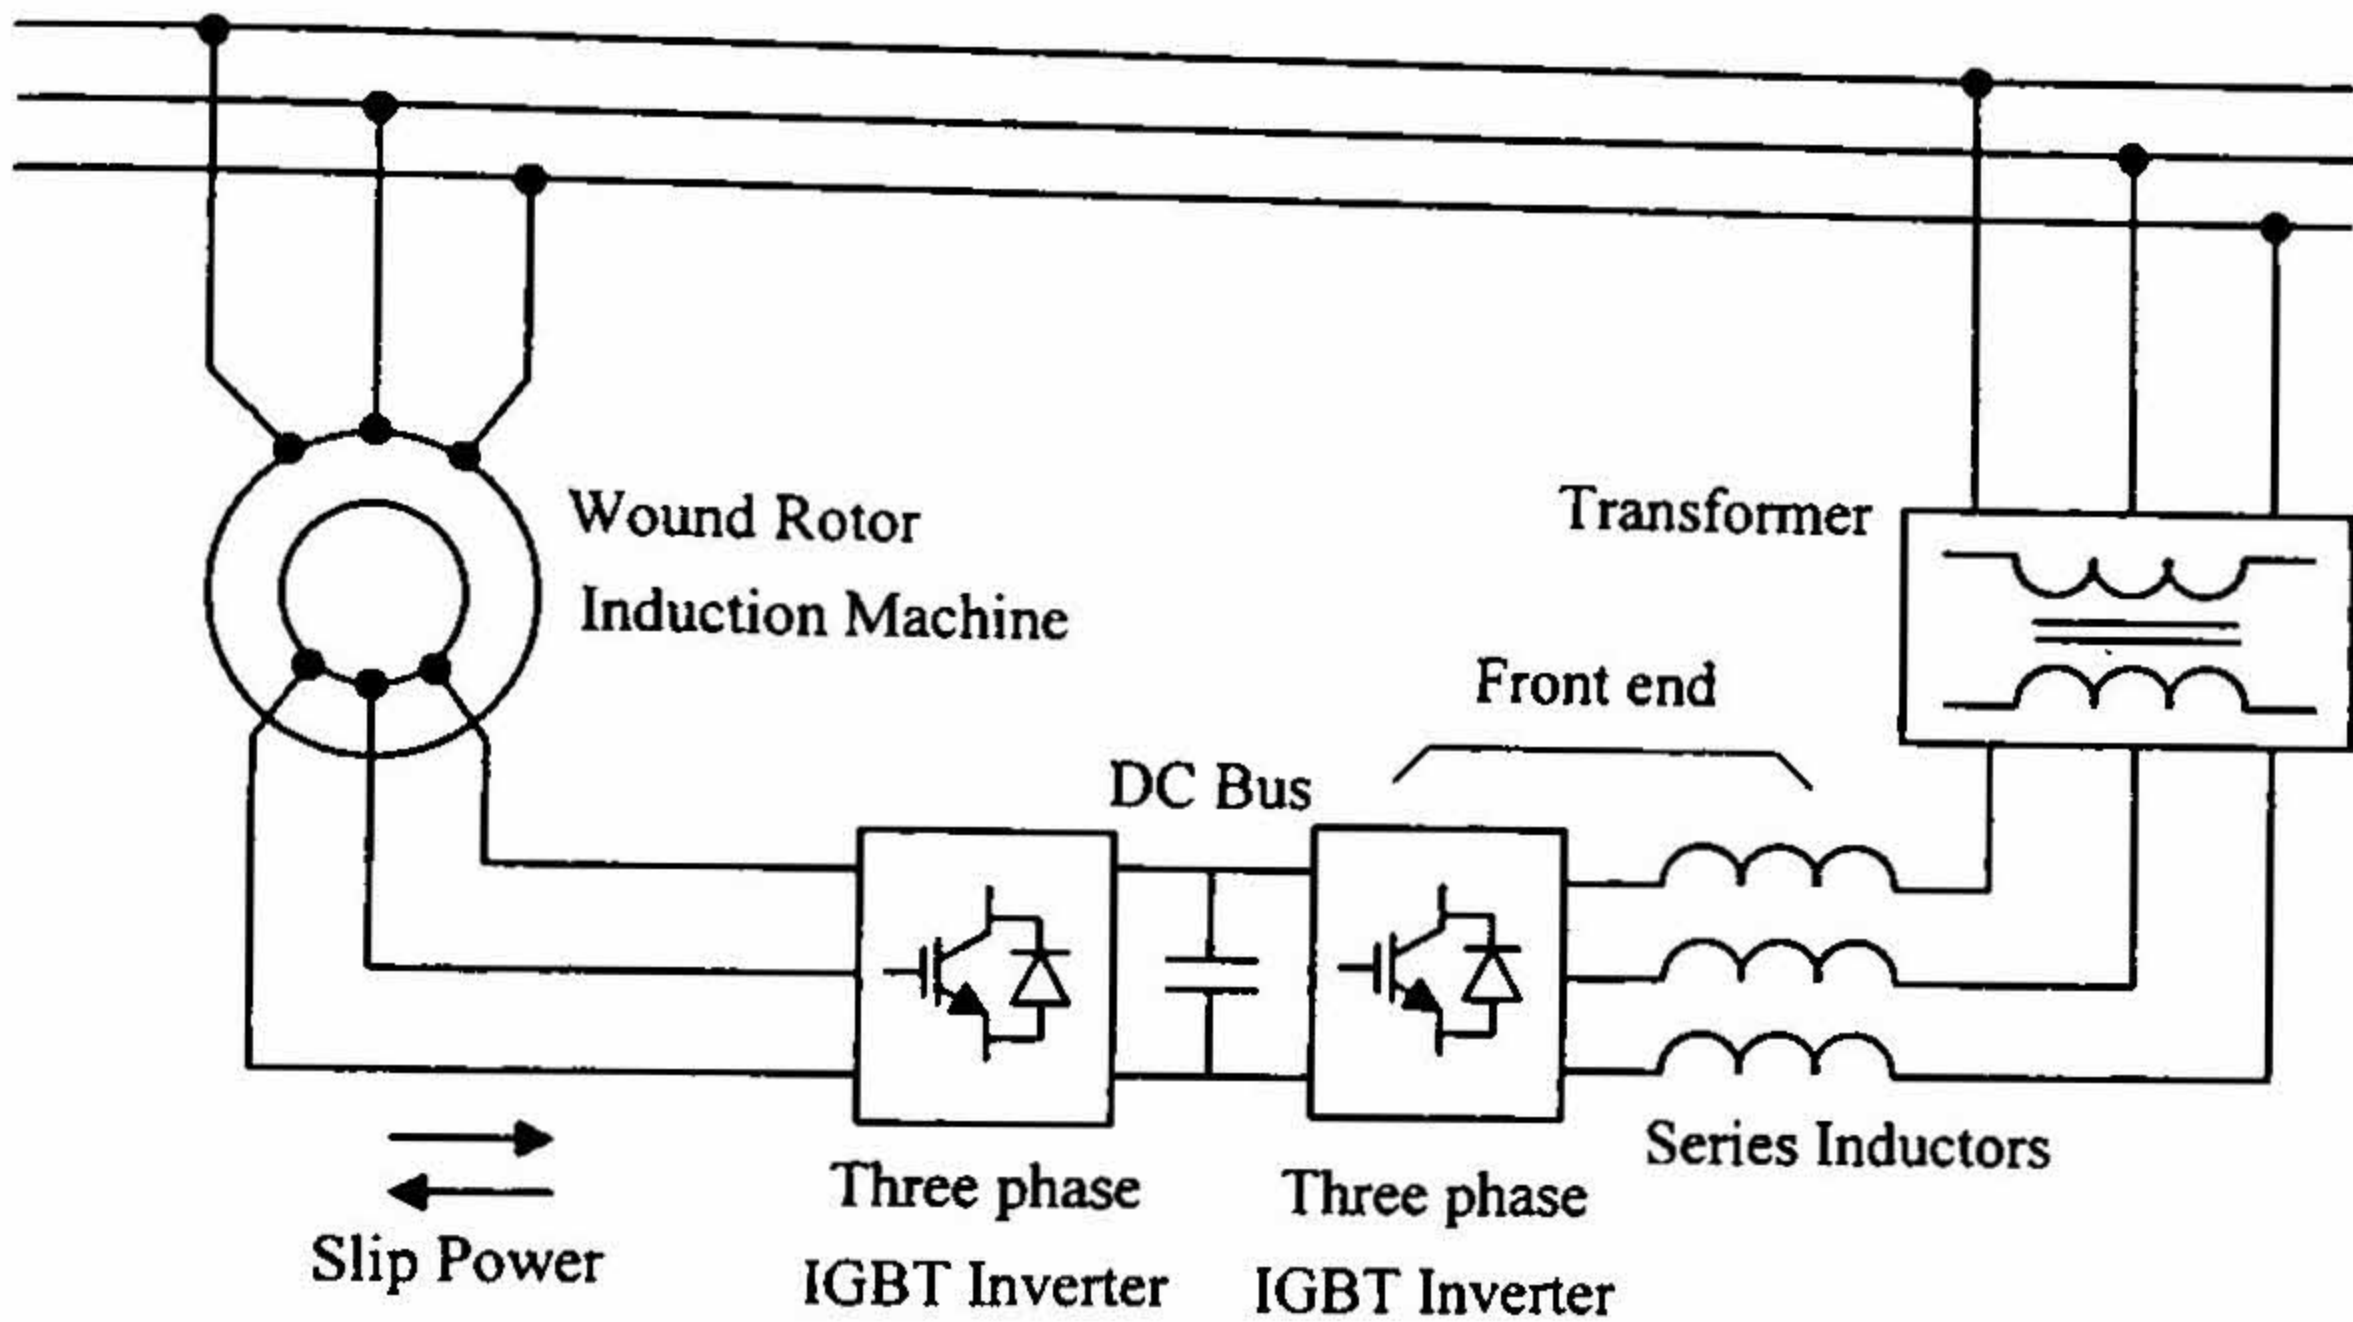 Wound Rotor
Induction Machine
Transformer
Front end
DC Bus
Series Inductors
Three phase
IGBT Inverter
Three phase
IGBT Inverter
Slip Power